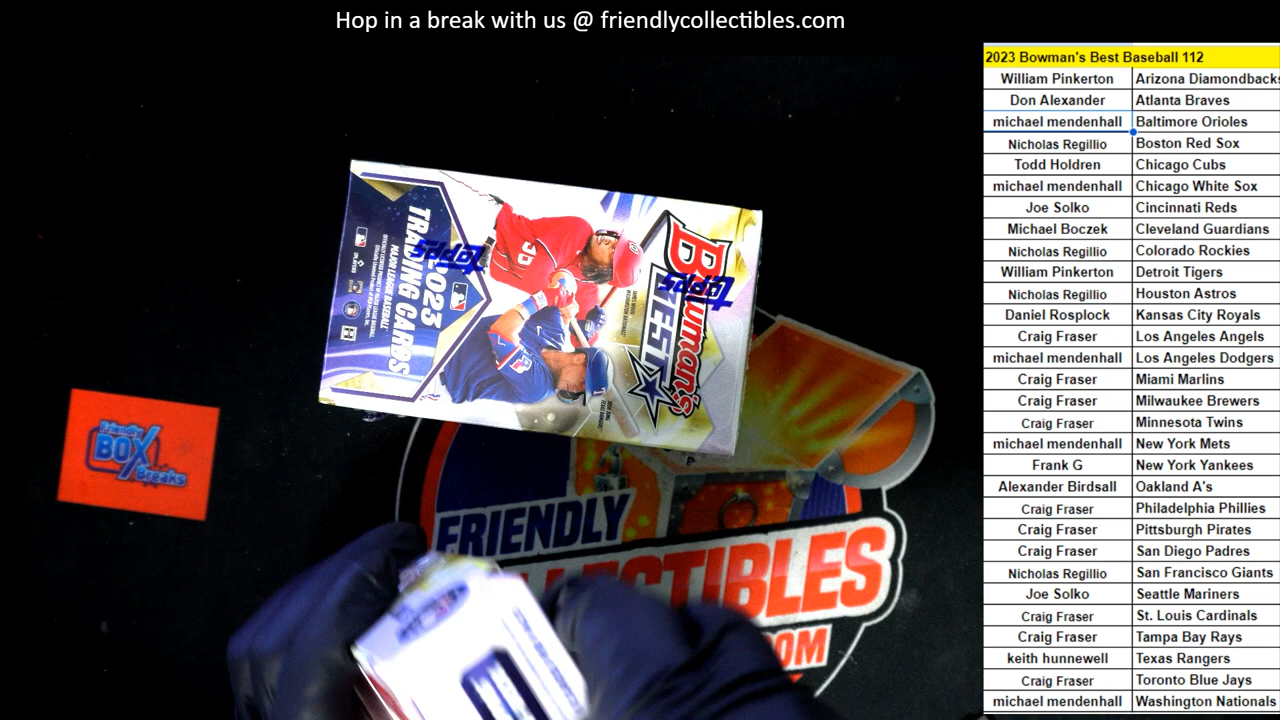 Hop in a break with us @ friendlycollectibles.com
2023 Bowman's Best Baseball 112
William Pinkerton Arizona Diamondbacks
Don Alexander Atlanta Braves
michael mendenhall Baltimore Orioles
Nicholas Regillio Boston Red Sox
Todd Holdren Chicago Cubs
michael mendenhall Chicago White Sox
Joe Solko Cincinnati Reds
Michael Boczek Cleveland Guardians
Nicholas Regillio Colorado Rockies
William Pinkerton Detroit Tigers
Nicholas Regillio Houston Astros
Daniel Rosplock Kansas City Royals
Craig Fraser Los Angeles Angels
michael mendenhall Los Angeles Dodgers
Craig Fraser Miami Marlins
Craig Fraser Milwaukee Brewers
Craig Fraser Minnesota Twins
michael mendenhall New York Mets
Frank G New York Yankees
Alexander Birdsall Oakland A's
Craig Fraser Philadelphia Phillies
Craig Fraser Pittsburgh Pirates
Craig Fraser San Diego Padres
Nicholas Regillio San Francisco Giants
Joe Solko Seattle Mariners
Craig Fraser St. Louis Cardinals
Craig Fraser Tampa Bay Rays
keith hunnewell Texas Rangers
Craig Fraser Toronto Blue Jays
michael mendenhall Washington Nationals
Bowman's
BEST
topps
topps
2023
MAJOR LEAGUE BASEBALL
TRADING CARDS
Friendly
BOX
Breaks
FRIENDLY
LLECTIBLES
OM